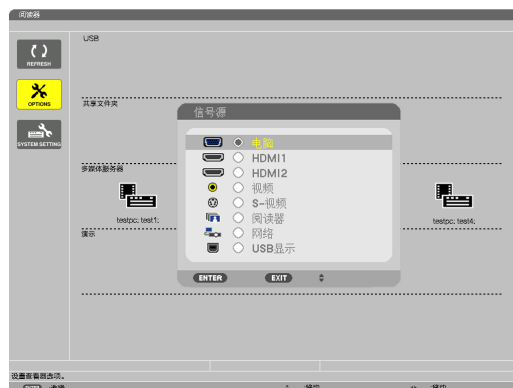 阅读器
USB
REFRESH
OPTIONS
共享文件夹
SYSTEM SETTING
多媒体服务器
testpc: test1:
testpc: test4:
演示
信号源
电脑
HDMI1
HDMI2
视频
S-视频
阅读器
网络
USB显示
ENTER
EXIT
设置查看器选项。